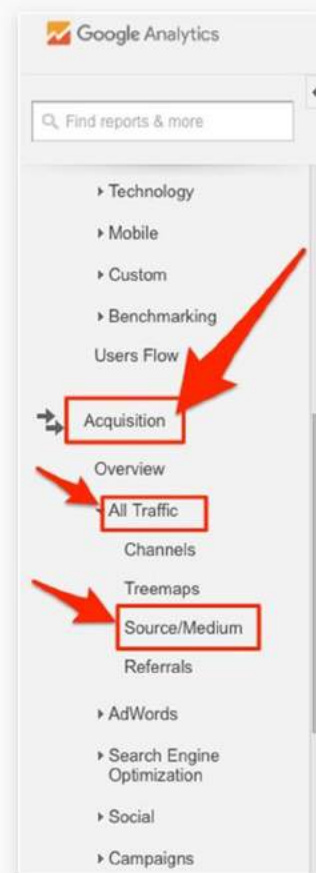 Google Analytics
Find reports & more
Technology
Mobile
Custom
Benchmarking
Users Flow
Acquisition
Overview
All Traffic
Channels
Treemaps
Source/Medium
Referrals
AdWords
Search Engine
Optimization
Social
Campaigns